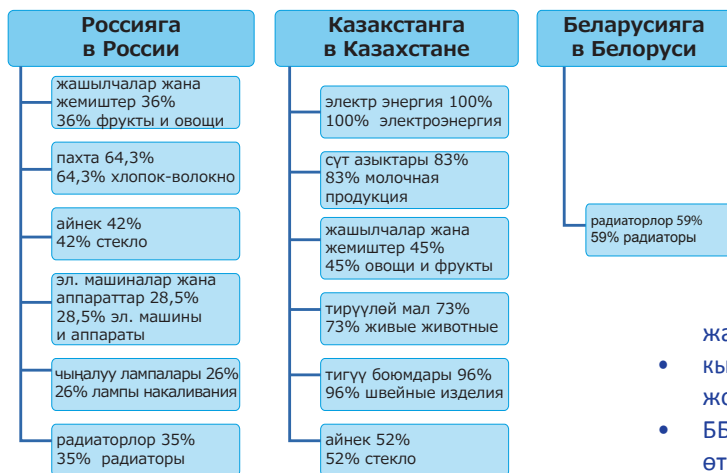 Россияга
в России
жашылчалар жана
жемиштер 36%
36% фрукты и овощи
пахта 64,3%
64,3% хлопок-волокно
айнек 42%
42% стекло
эл. машиналар жана
аппараттар 28,5%
28,5% эл. машины
и аппараты
чыңалуу лампалары 26%
26% лампы накаливания
радиаторлор 35%
35% радиаторы
Казакстанга
в Казахстане
электр энергия 100%
100% электроэнергия
сүт азыктары 83%
83% молочная
продукция
жашылчалар жана
жемиштер 45%
45% овощи и фрукты
тирүүлөй мал 73%
73% живые животные
тигүү боюмдары 96%
96% швейные изделия
айнек 52%
52% стекло
Беларусияга
в Белоруси
радиаторлор 59%
59% радиаторы